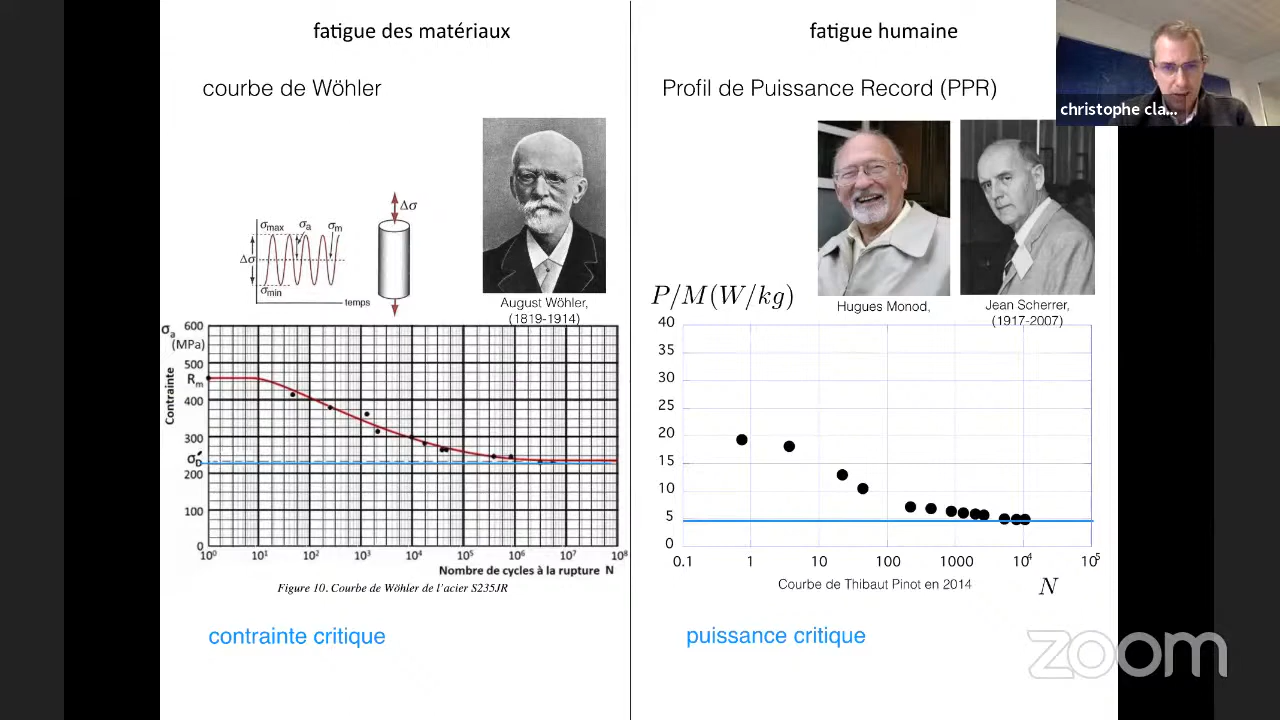 fatigue des matériaux
fatigue humaine
courbe de Wöhler
Profil de Puissance Record (PPR)
christophe cla...
Δσ
σmax
σa
σm
Δσ
σmin
temps
August Wöhler,
(1819-1914)
P/M(W/kg)
Hugues Monod,
Jean Scherrer,
(1917-2007)
σa
(MPa)
Contrainte
600
500
Rm
400
300
σ'D
200
100
0
10⁰
10¹
10²
10³
10⁴
10⁵
10⁶
10⁷
10⁸
Nombre de cycles à la rupture N
Figure 10. Courbe de Wöhler de l'acier S235JR
40
35
30
25
20
15
10
5
0
0.1
1
10
100
1000
10⁴
10⁵
Courbe de Thibaut Pinot en 2014
N
contrainte critique
puissance critique
zoom